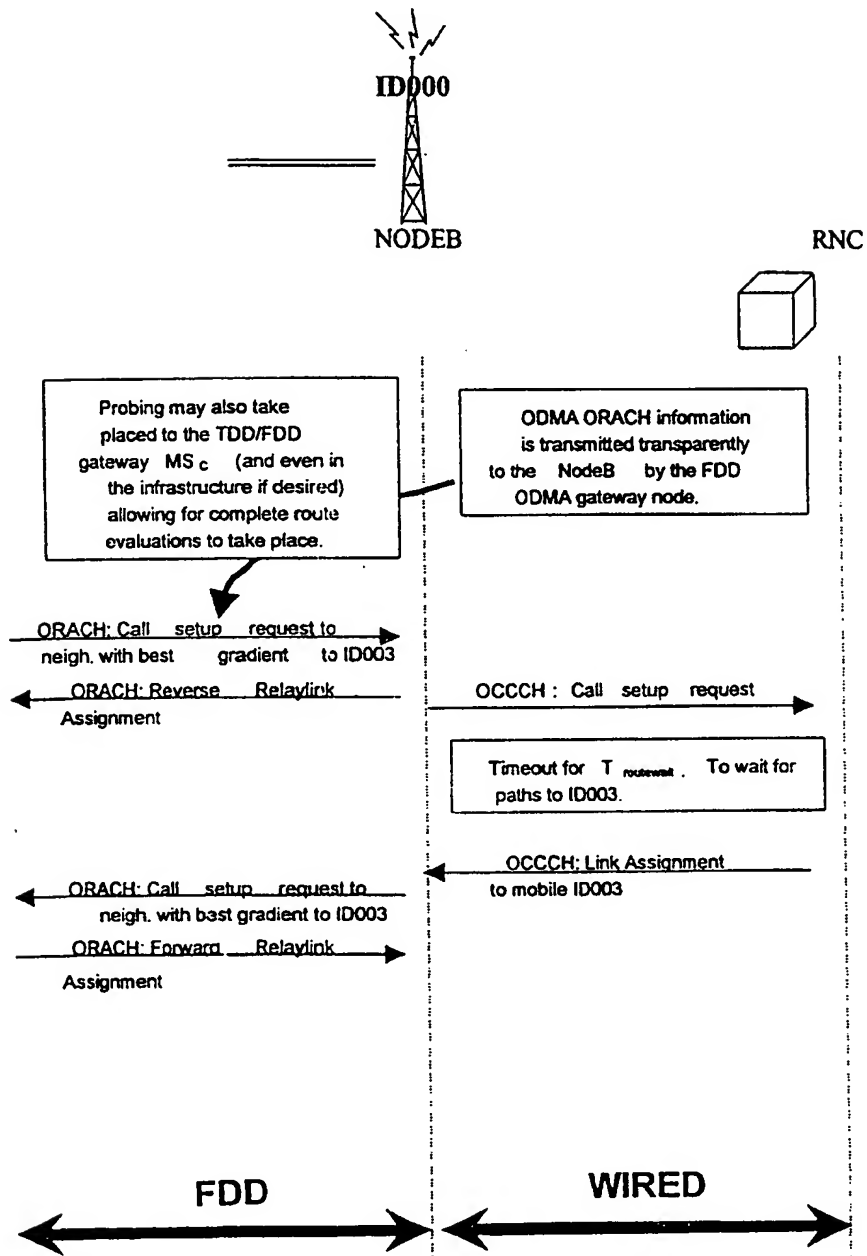 ID000
NODEB
RNC
Probing may also take
placed to the TDD/FDD
gateway MS c (and even in
the infrastructure if desired)
allowing for complete route
evaluations to take place.
ODMA ORACH information
is transmitted transparently
to the NodeB by the FDD
ODMA gateway node.
ORACH: Call setup request to
neigh. with best gradient to ID003
ORACH: Reverse Relaylink
Assignment
OCCCH : Call setup request
Timeout for T routewait . To wait for
paths to ID003.
OCCCH: Link Assignment
to mobile ID003
ORACH: Call setup request to
neigh. with best gradient to ID003
ORACH: Forward Relaylink
Assignment
FDD
WIRED